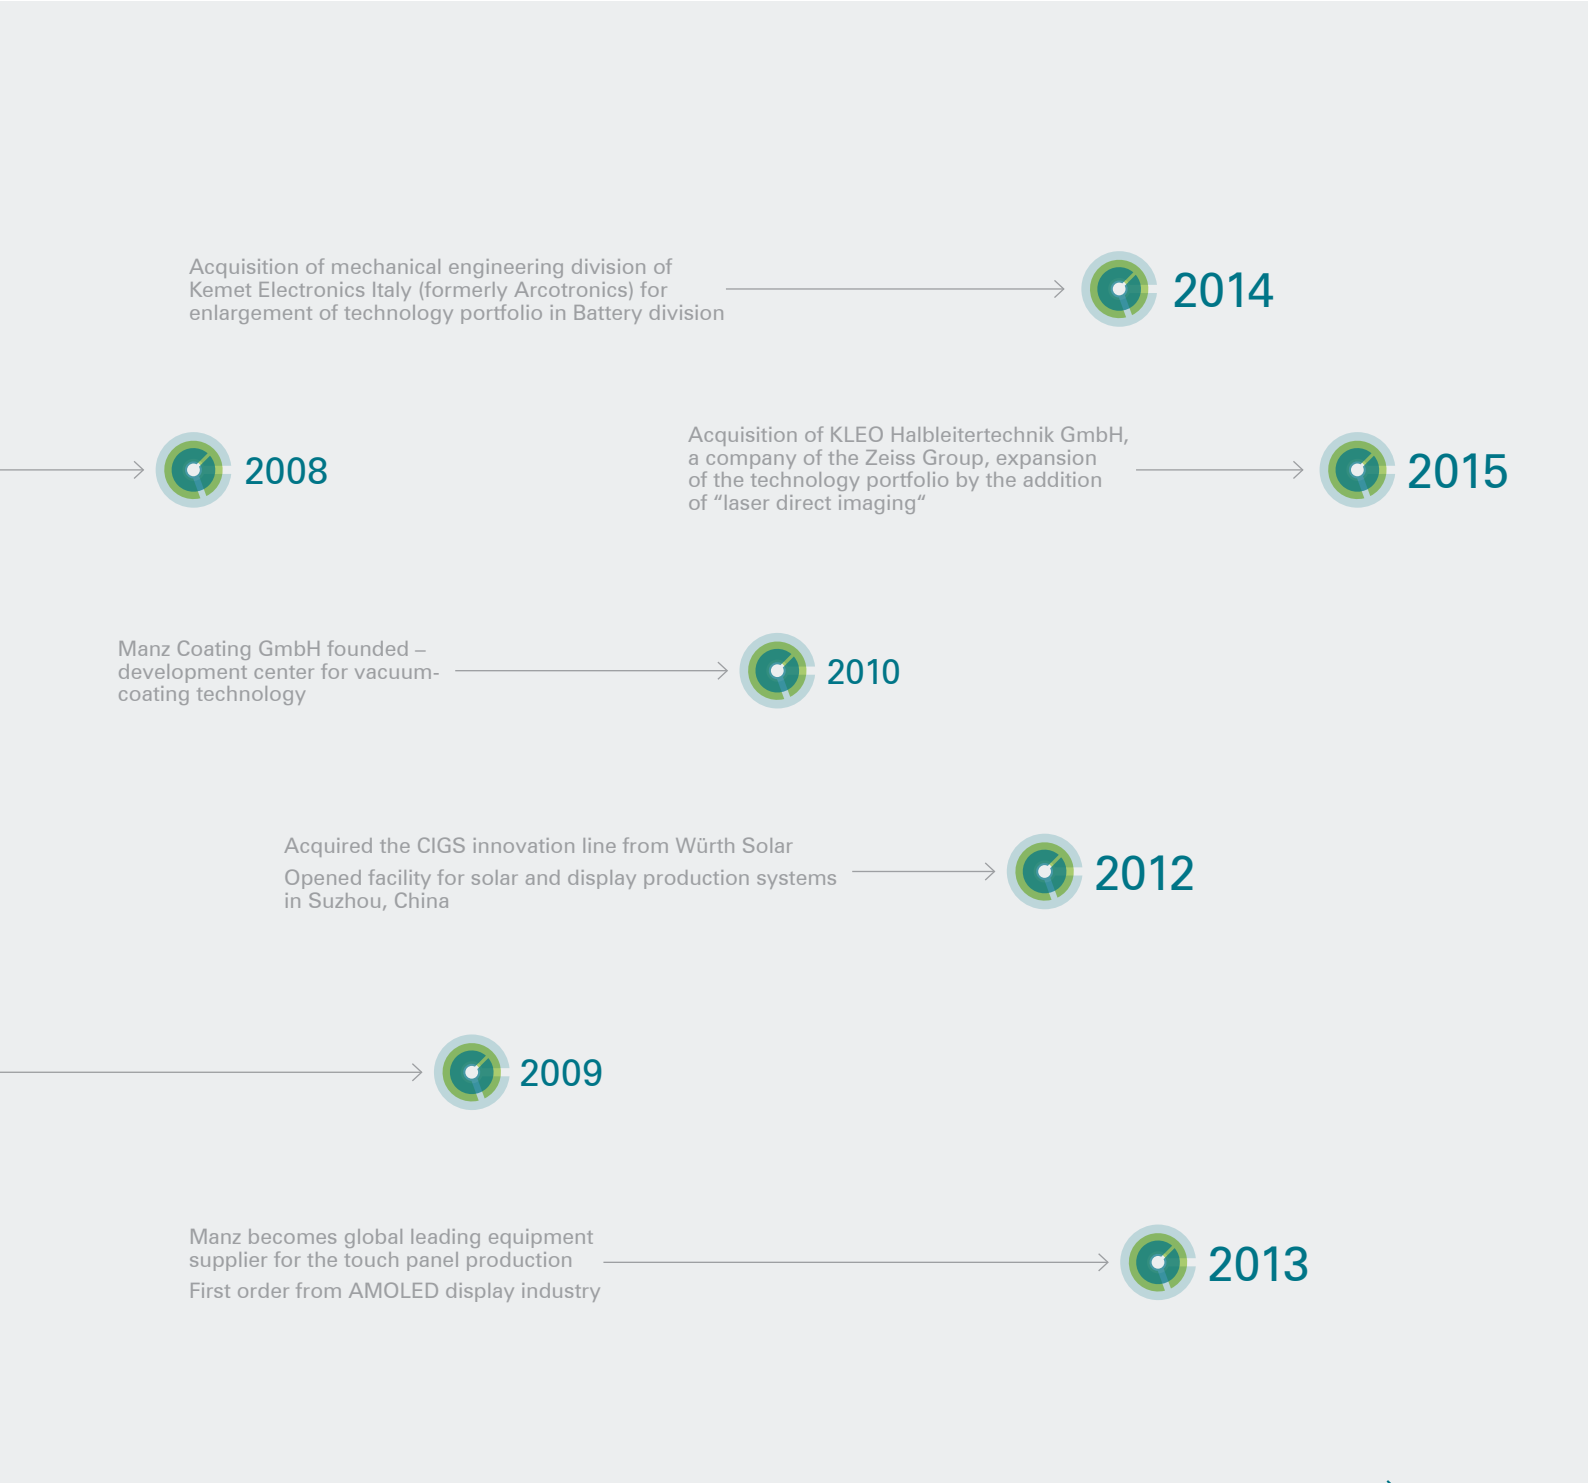 Acquisition of mechanical engineering division of
Kemet Electronics Italy (formerly Arcotronics) for
enlargement of technology portfolio in Battery division
2014
2008
Acquisition of KLEO Halbleitertechnik GmbH,
a company of the Zeiss Group, expansion
of the technology portfolio by the addition
of “laser direct imaging“
2015
Manz Coating GmbH founded –
development center for vacuum-
coating technology
2010
Acquired the CIGS innovation line from Würth Solar
Opened facility for solar and display production systems
in Suzhou, China
2012
2009
Manz becomes global leading equipment
supplier for the touch panel production
First order from AMOLED display industry
2013